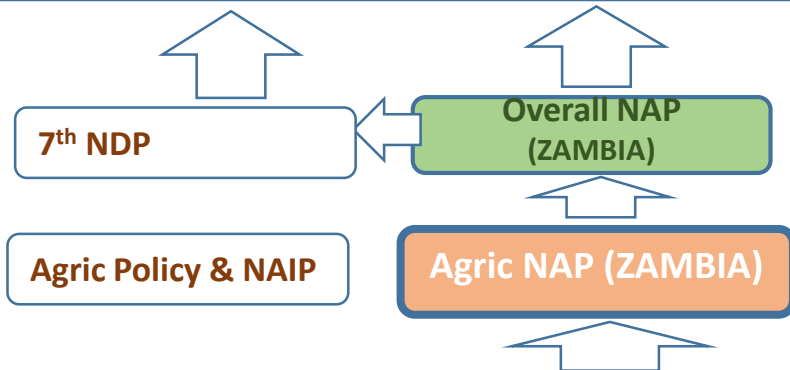 7th NDP
Overall NAP
(ZAMBIA)
Agric Policy & NAIP
Agric NAP (ZAMBIA)